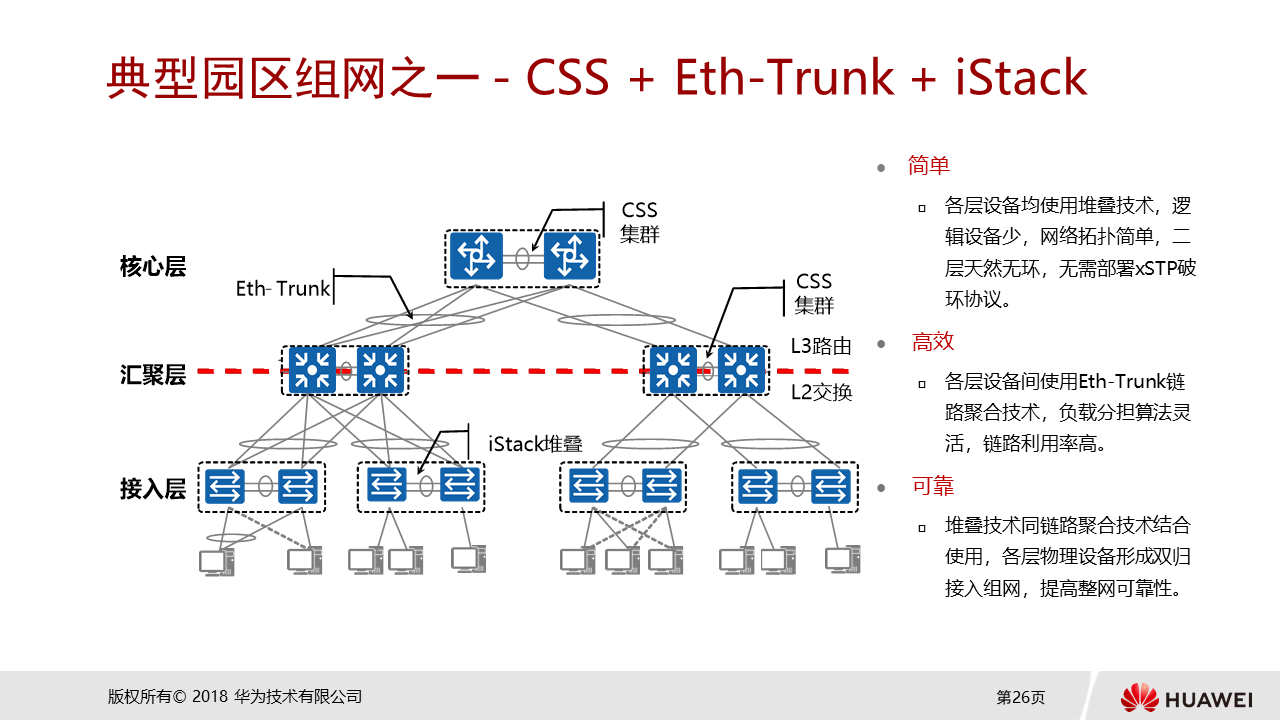 典型园区组网之一 - CSS + Eth-Trunk + iStack
CSS
集群
核心层
Eth- Trunk
CSS
集群
L3路由
汇聚层
L2交换
iStack堆叠
接入层
简单
各层设备均使用堆叠技术，逻
辑设备少，网络拓扑简单，二
层天然无环，无需部署xSTP破
环协议。
高效
各层设备间使用Eth-Trunk链
路聚合技术，负载分担算法灵
活，链路利用率高。
可靠
堆叠技术同链路聚合技术结合
使用，各层物理设备形成双归
接入组网，提高整网可靠性。
版权所有© 2018 华为技术有限公司
第26页
HUAWEI